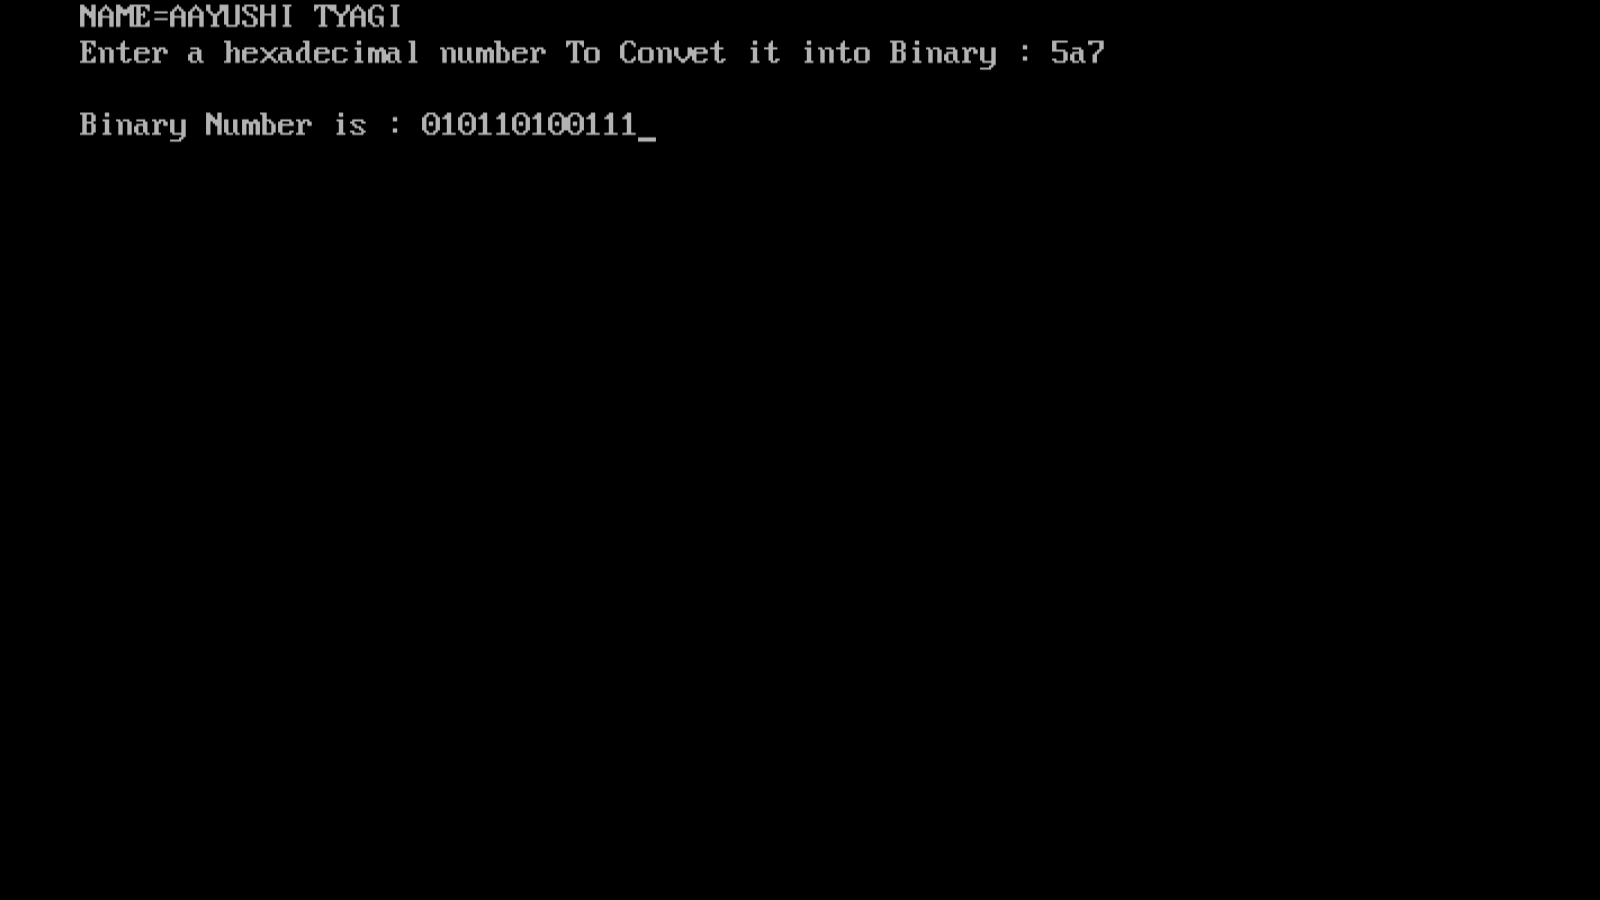 NAME=AAYUSHI TYAGI
Enter a hexadecimal number To Convet it into Binary : 5a7
Binary Number is : 010110100111_